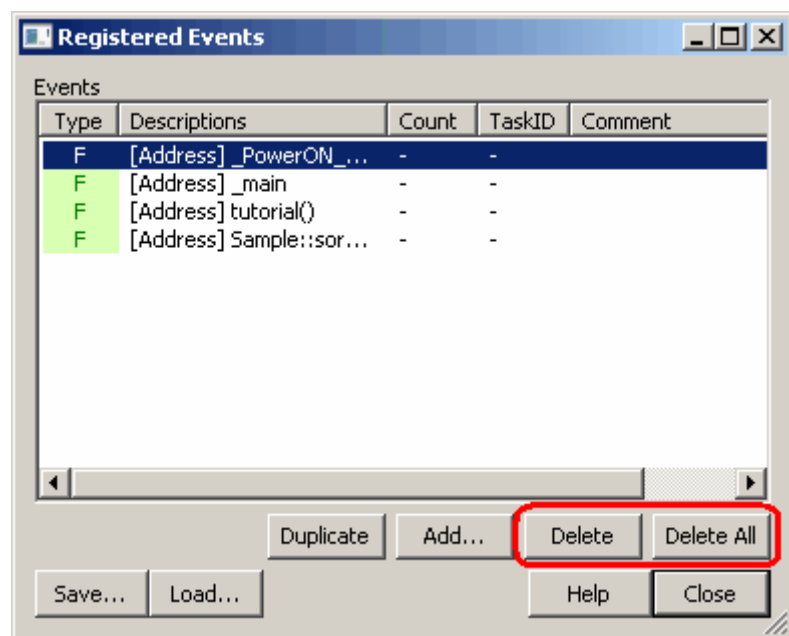 Registered Events
Events
Type Descriptions Count TaskID Comment
F [Address] _PowerON_... - -
F [Address] _main - -
F [Address] tutorial() - -
F [Address] Sample::sor... - -
Duplicate Add... Delete Delete All
Save... Load... Help Close